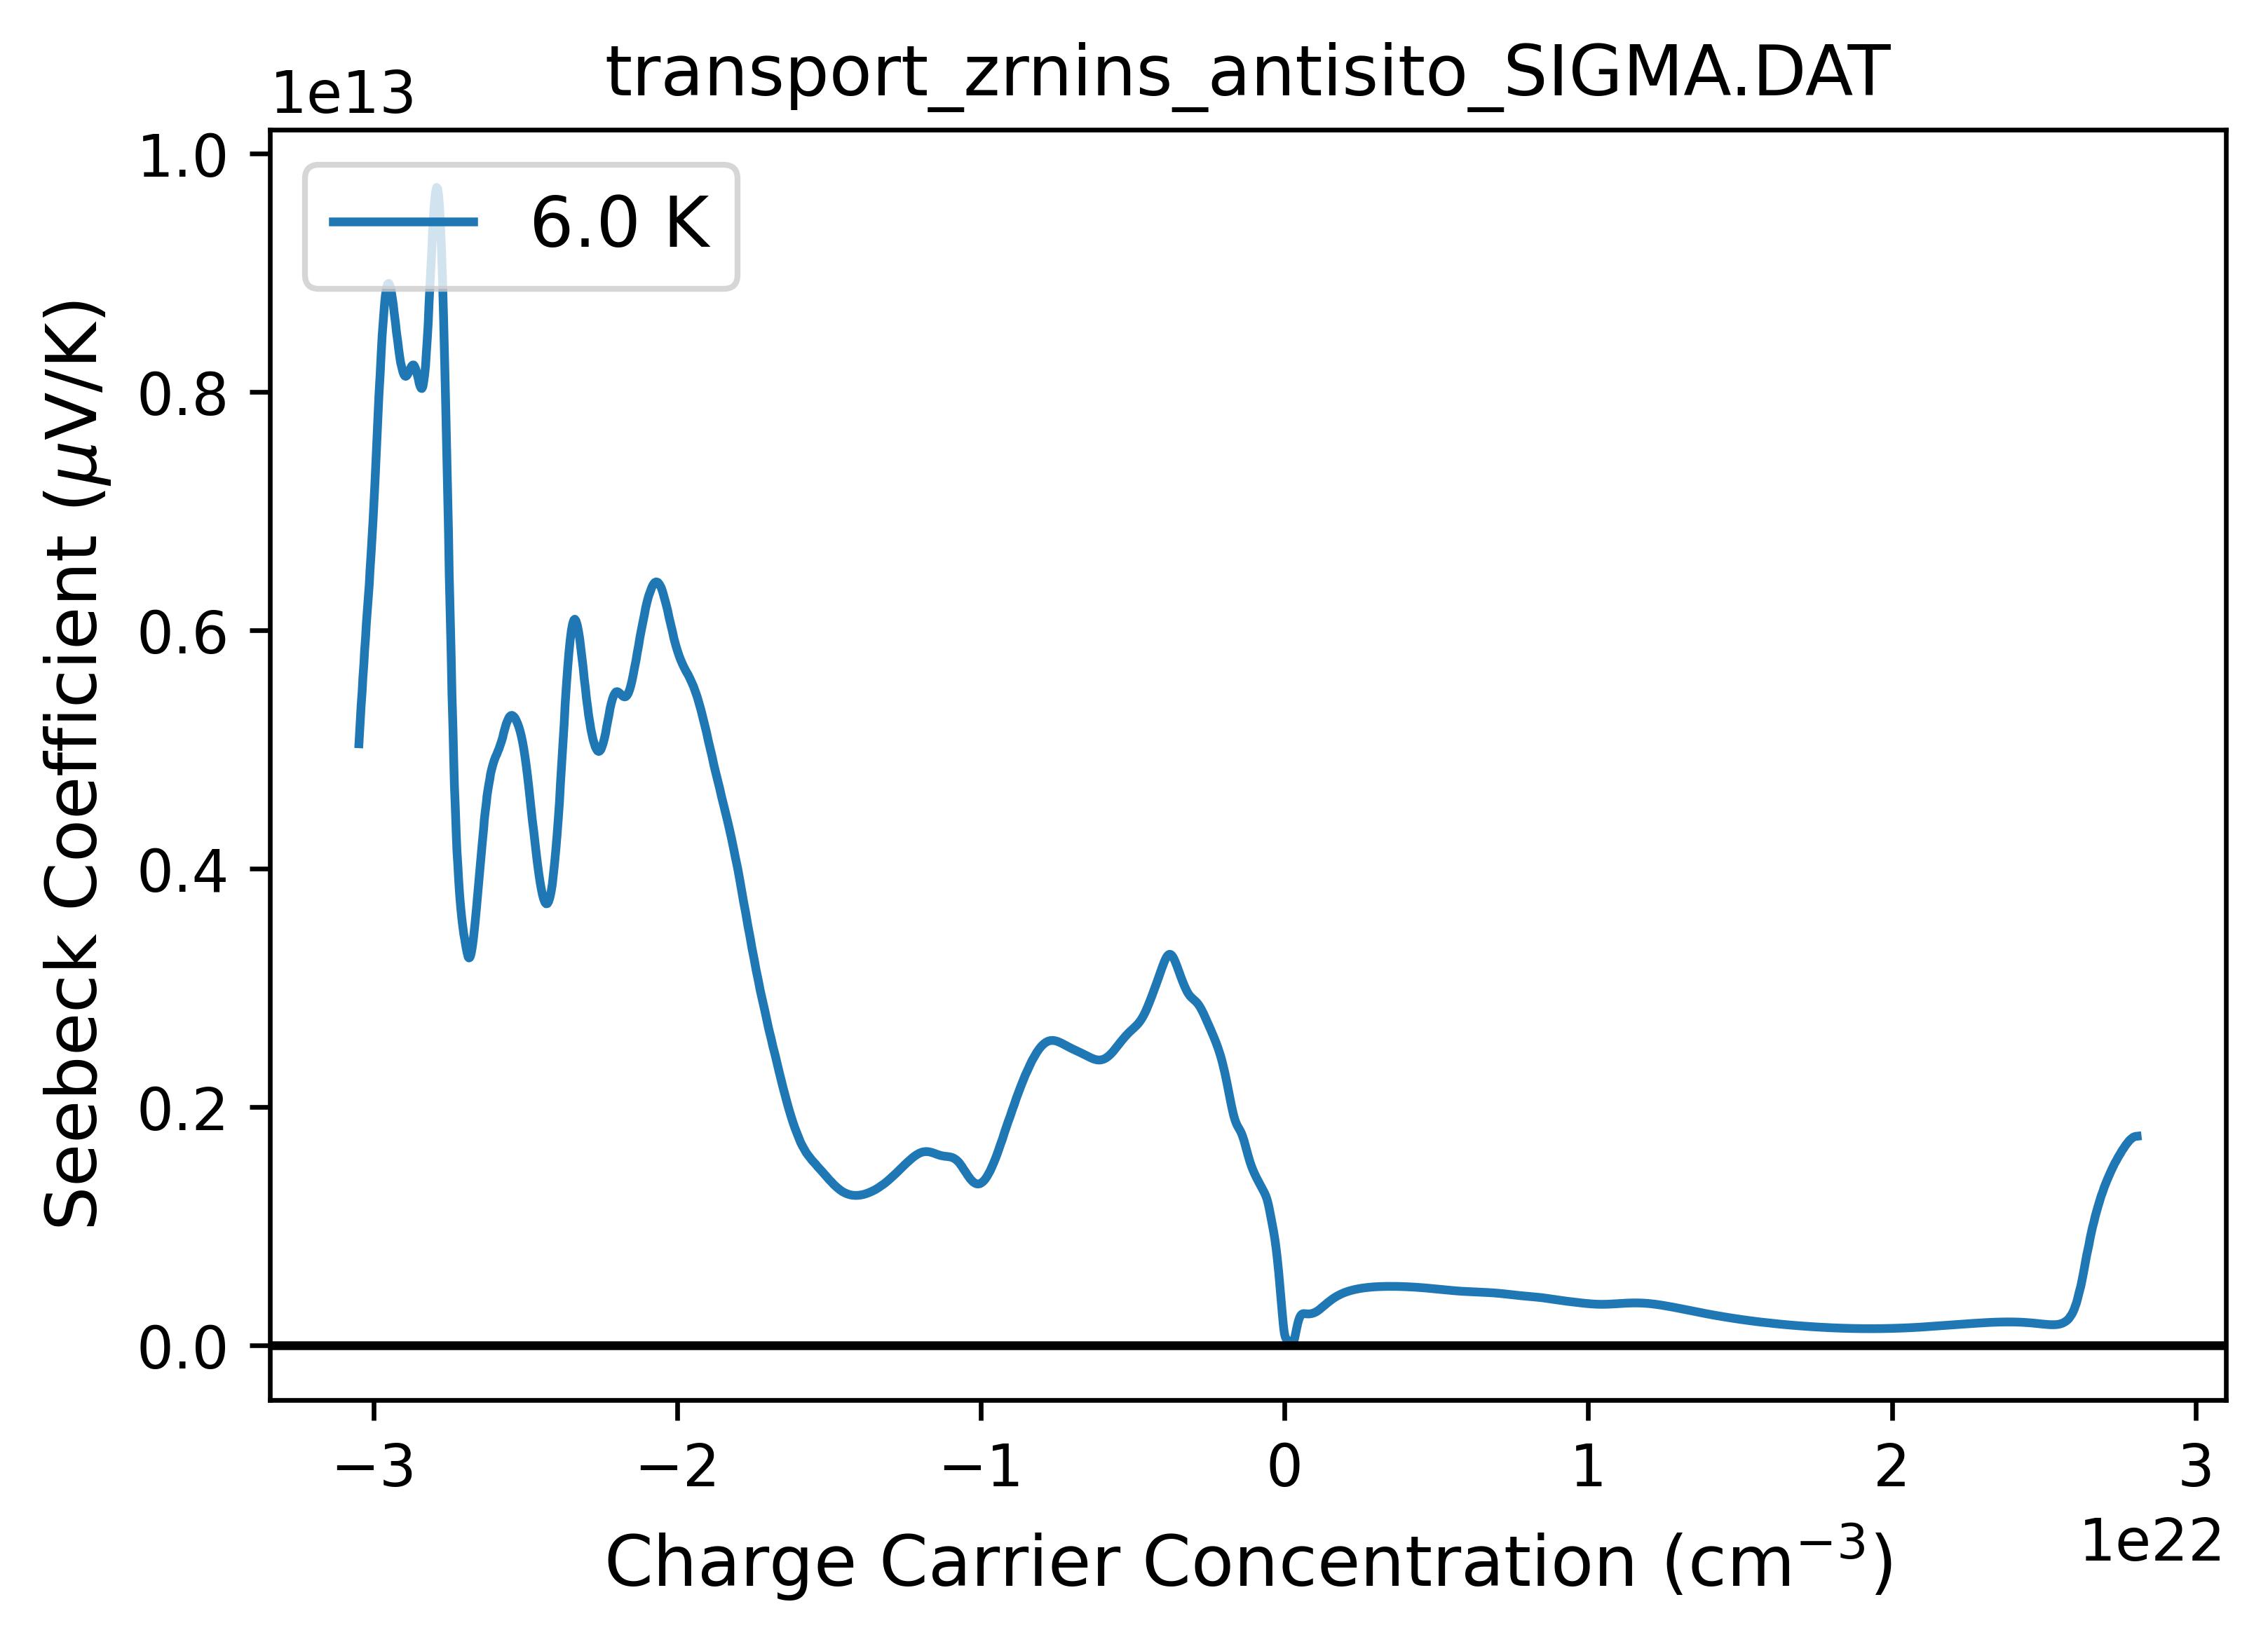 transport_zrnins_antisito_SIGMA.DAT
1e13
6.0 K
Seebeck Coefficient (μV/K)
1.0
0.8
0.6
0.4
0.2
0.0
−3 −2 −1 0 1 2 3
1e22
Charge Carrier Concentration (cm⁻³)